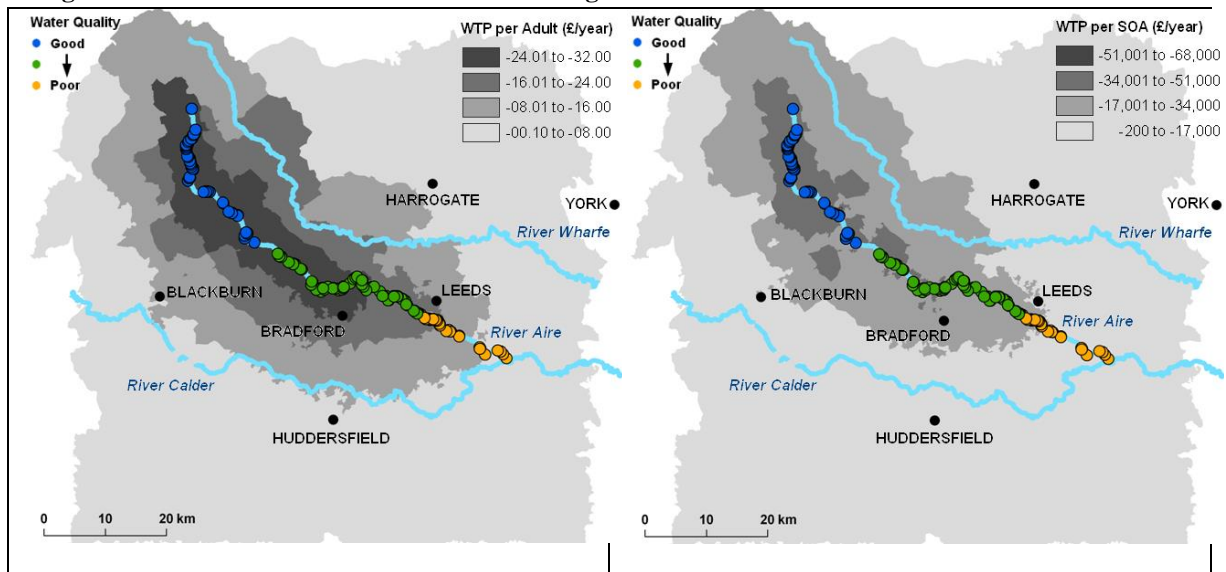 Water Quality
Good
Poor
WTP per Adult (£/year)
-24.01 to -32.00
-16.01 to -24.00
-08.01 to -16.00
-00.10 to -08.00
HARROGATE
YORK
River Wharfe
BLACKBURN
LEEDS
BRADFORD
River Aire
River Calder
HUDDERSFIELD
0 10 20 km
Water Quality
Good
Poor
WTP per SOA (£/year)
-51,001 to -68,000
-34,001 to -51,000
-17,001 to -34,000
-200 to -17,000
HARROGATE
YORK
River Wharfe
BLACKBURN
LEEDS
BRADFORD
River Aire
River Calder
HUDDERSFIELD
0 10 20 km